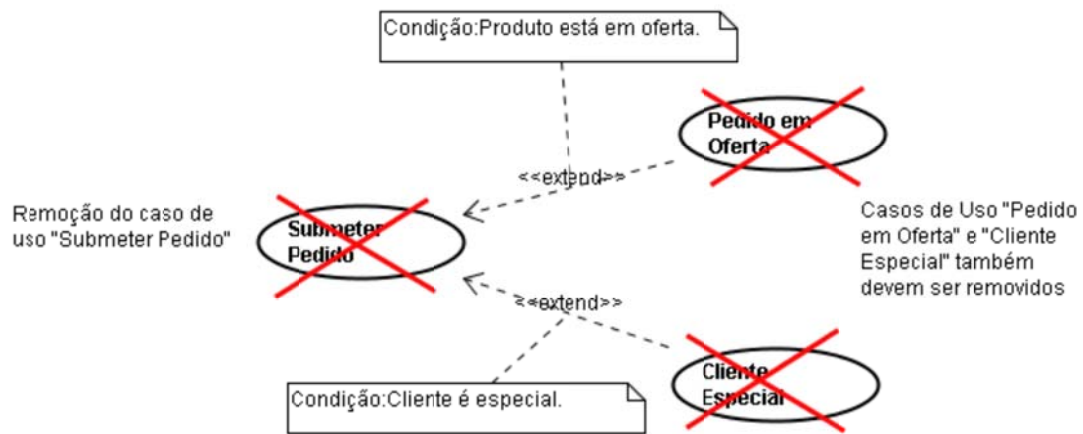 Condição:Produto está em oferta.
Pedido em
Oferta
<<extend>>
Remoção do caso de
uso "Submeter Pedido"
Submeter
Pedido
Casos de Uso "Pedido
em Oferta" e "Cliente
Especial" também
devem ser removidos
<<extend>>
Cliente
Especial
Condição:Cliente é especial.